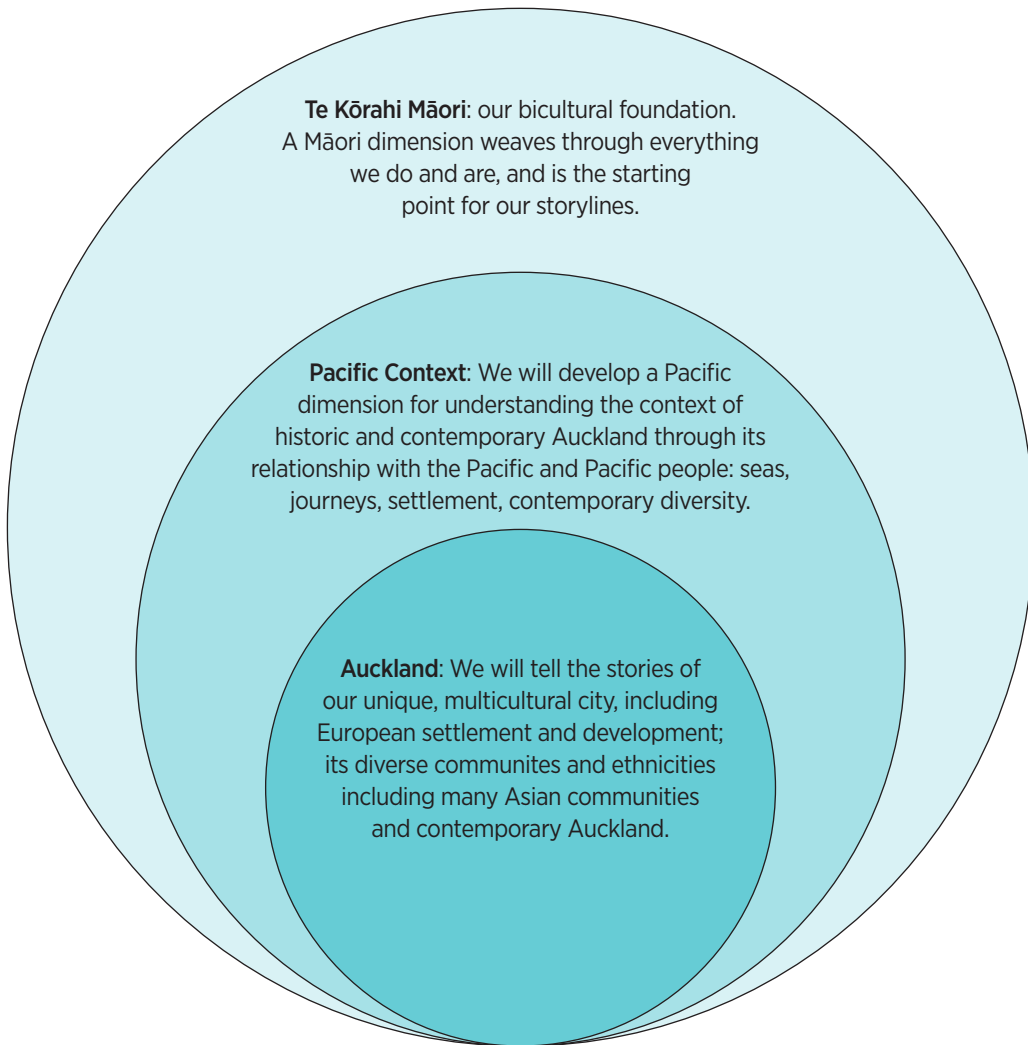 Te Kōrahi Māori: our bicultural foundation.
A Māori dimension weaves through everything
we do and are, and is the starting
point for our storylines.
Pacific Context: We will develop a Pacific
dimension for understanding the context of
historic and contemporary Auckland through its
relationship with the Pacific and Pacific people: seas,
journeys, settlement, contemporary diversity.
Auckland: We will tell the stories of
our unique, multicultural city, including
European settlement and development;
its diverse communites and ethnicities
including many Asian communities
and contemporary Auckland.